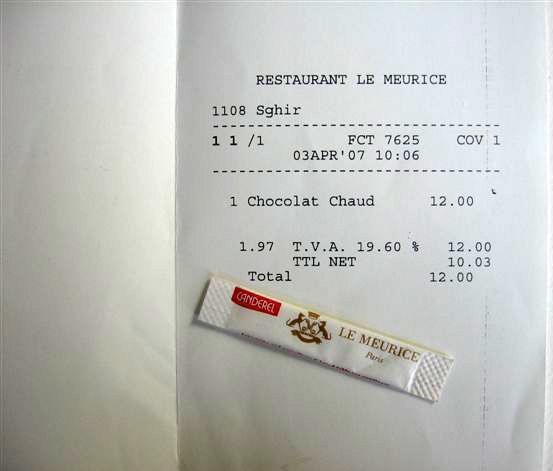 RESTAURANT LE MEURICE
1108 Sghir
1 1 /1 FCT 7625 COV 1
03APR'07 10:06
1 Chocolat Chaud 12.00
1.97 T.V.A. 19.60 % 12.00
TTL NET 10.03
Total 12.00
CANDEREL
LE MEURICE
Paris